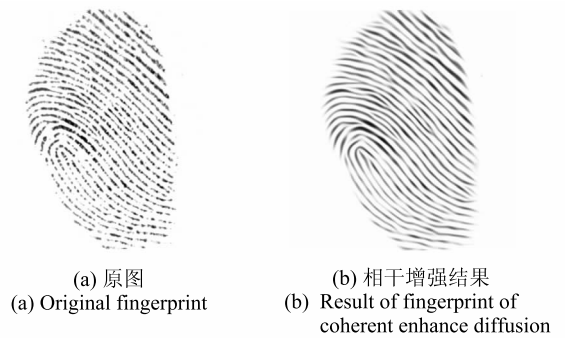 (a) 原图
(a) Original fingerprint
(b) 相干增强结果
(b) Result of fingerprint of
coherent enhance diffusion